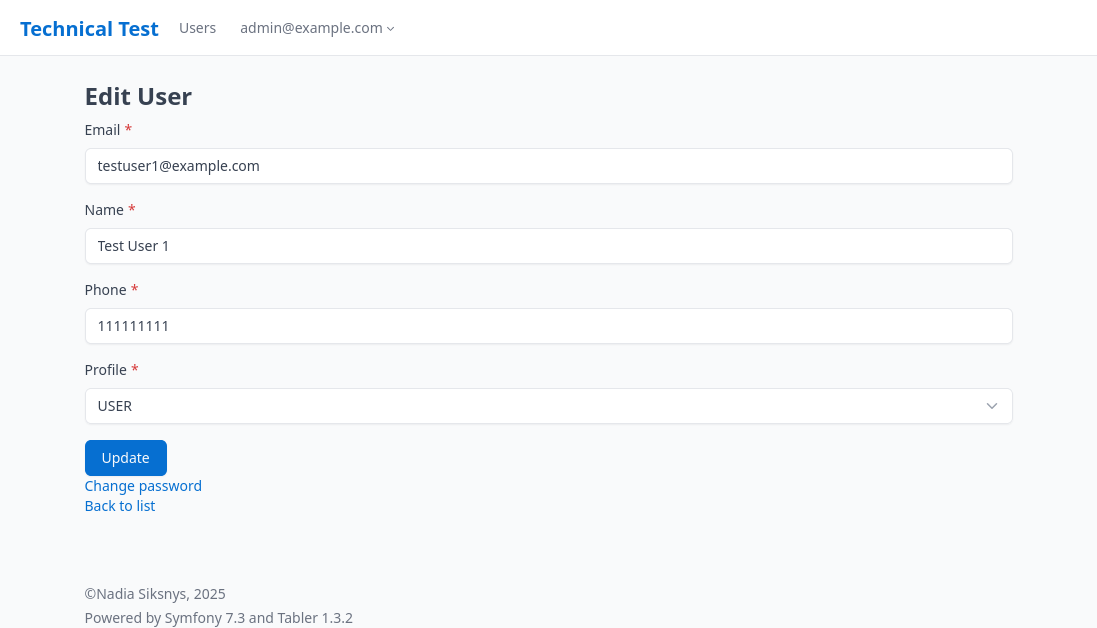 Technical Test Users admin@example.com
Edit User
Email *
testuser1@example.com
Name *
Test User 1
Phone *
111111111
Profile *
USER
Update
Change password
Back to list
©Nadia Siksnys, 2025
Powered by Symfony 7.3 and Tabler 1.3.2